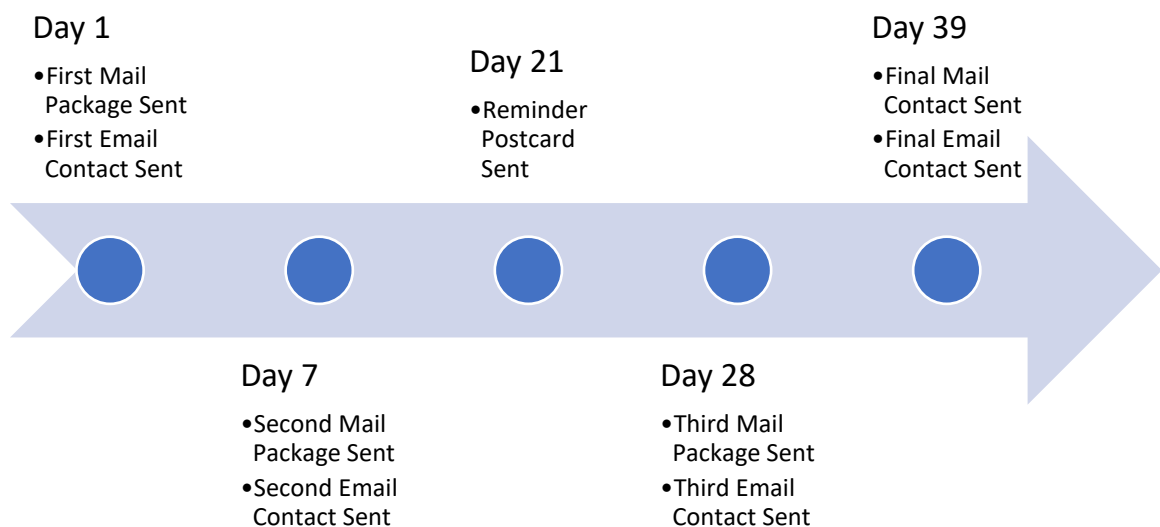 Day 1
•First Mail
Package Sent
•First Email
Contact Sent
Day 7
•Second Mail
Package Sent
•Second Email
Contact Sent
Day 21
•Reminder
Postcard
Sent
Day 28
•Third Mail
Package Sent
•Third Email
Contact Sent
Day 39
•Final Mail
Contact Sent
•Final Email
Contact Sent